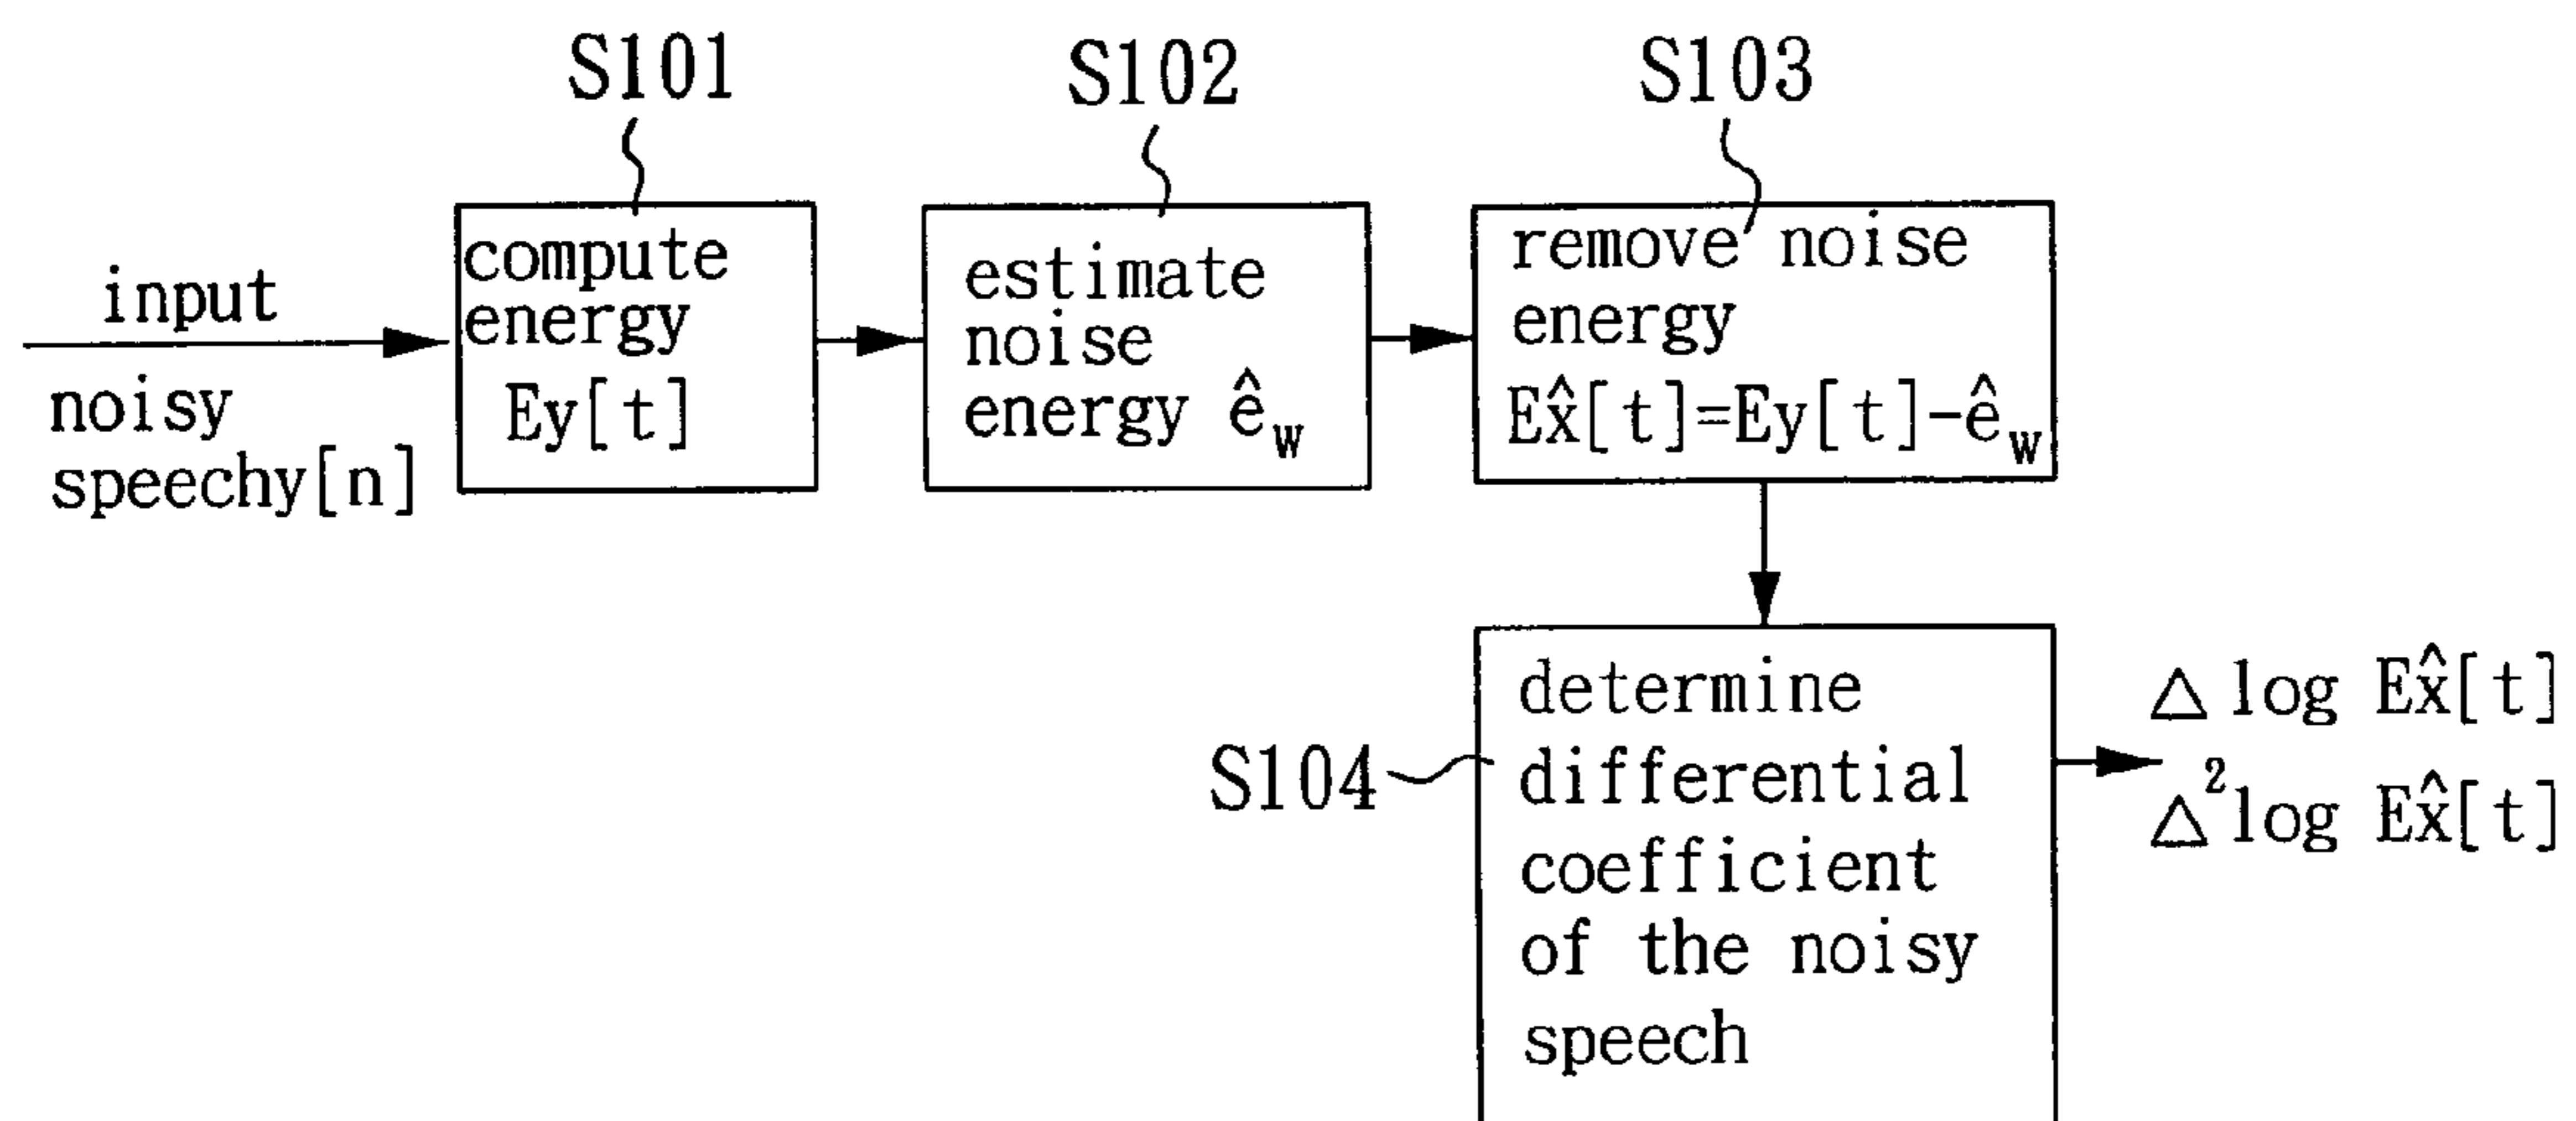 S101
S102
S103
input
noisy
speechy[n]
compute
energy
Ey[t]
estimate
noise
energy ê_w
remove noise
energy
Ex̂[t]=Ey[t]-ê_w
S104
determine
differential
coefficient
of the noisy
speech
△ log Ex̂[t]
△²log Ex̂[t]